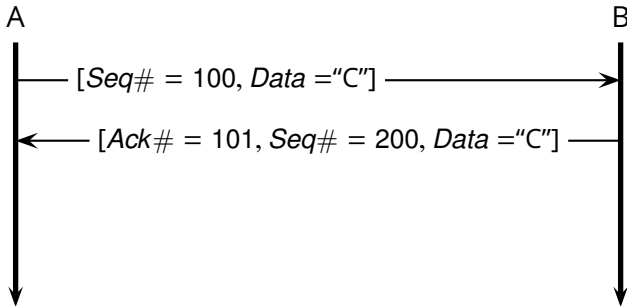 A B
[Seq# = 100, Data =“C”]
[Ack# = 101, Seq# = 200, Data =“C”]